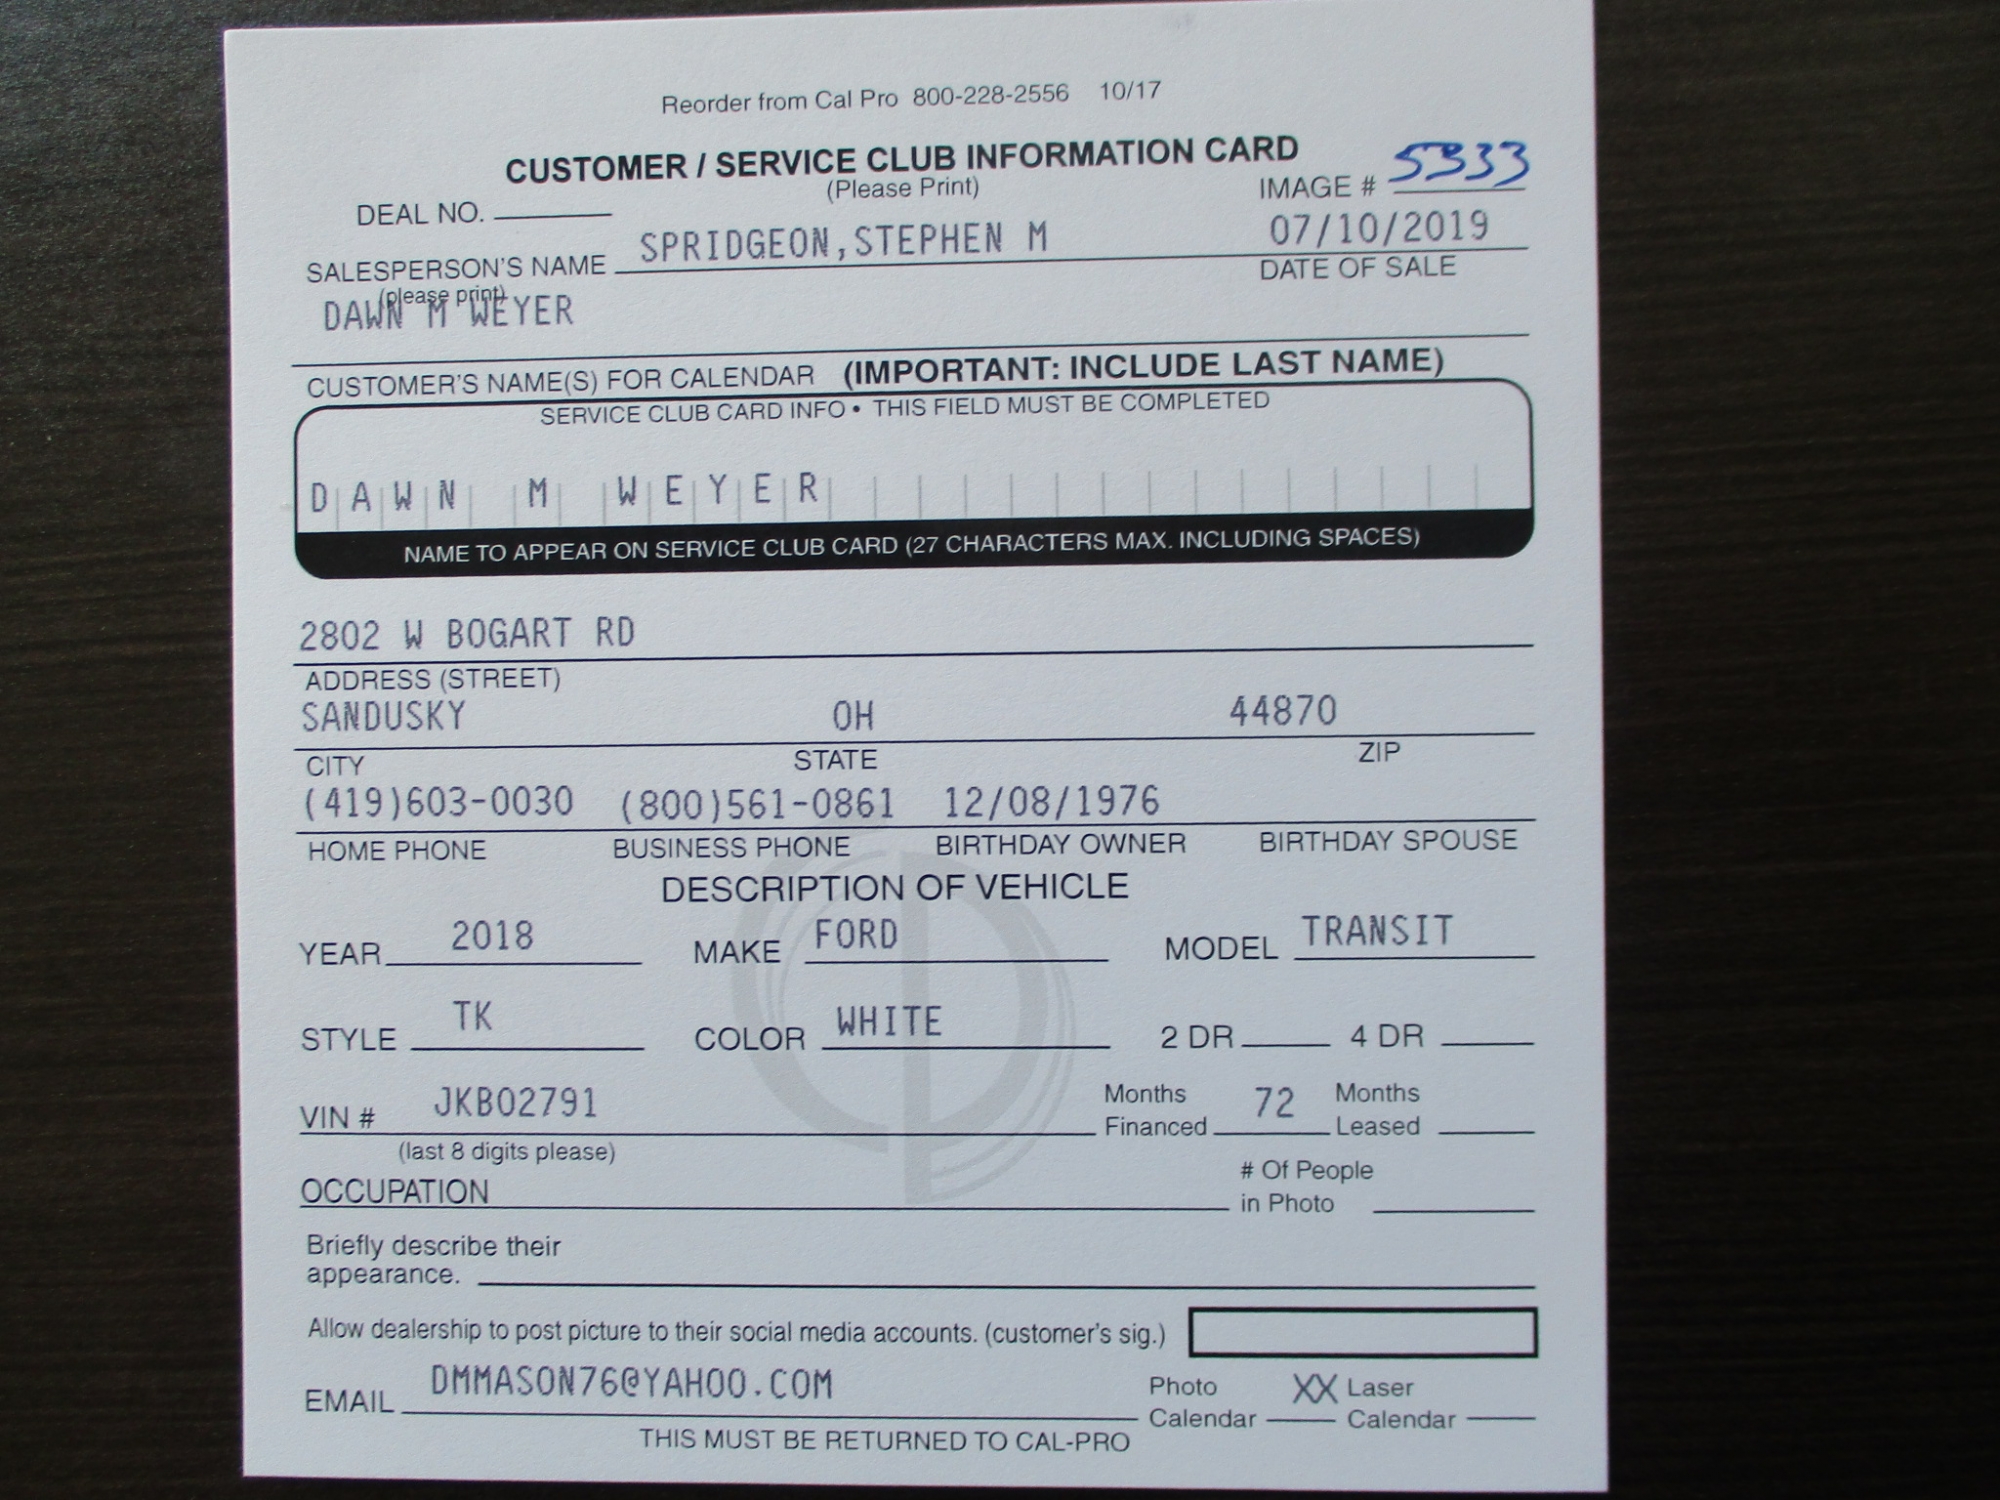 Reorder from Cal Pro 800-228-2556 10/17
CUSTOMER / SERVICE CLUB INFORMATION CARD
(Please Print)
IMAGE # 5333
DEAL NO.
SALESPERSON'S NAME SPRIDGEON,STEPHEN M 07/10/2019
(please print) DATE OF SALE
DAWN M WEYER
CUSTOMER'S NAME(S) FOR CALENDAR (IMPORTANT: INCLUDE LAST NAME)
SERVICE CLUB CARD INFO • THIS FIELD MUST BE COMPLETED
DAWN M WEYER
NAME TO APPEAR ON SERVICE CLUB CARD (27 CHARACTERS MAX. INCLUDING SPACES)
2802 W BOGART RD
ADDRESS (STREET)
SANDUSKY OH 44870
CITY STATE ZIP
(419)603-0030 (800)561-0861 12/08/1976
HOME PHONE BUSINESS PHONE BIRTHDAY OWNER BIRTHDAY SPOUSE
DESCRIPTION OF VEHICLE
YEAR 2018 MAKE FORD MODEL TRANSIT
STYLE TK COLOR WHITE 2 DR 4 DR
VIN # JKB02791 Months Financed 72 Months Leased
(last 8 digits please)
OCCUPATION # Of People in Photo
Briefly describe their
appearance.
Allow dealership to post picture to their social media accounts. (customer's sig.)
EMAIL DMMASON76@YAHOO.COM Photo Calendar XX Laser Calendar
THIS MUST BE RETURNED TO CAL-PRO